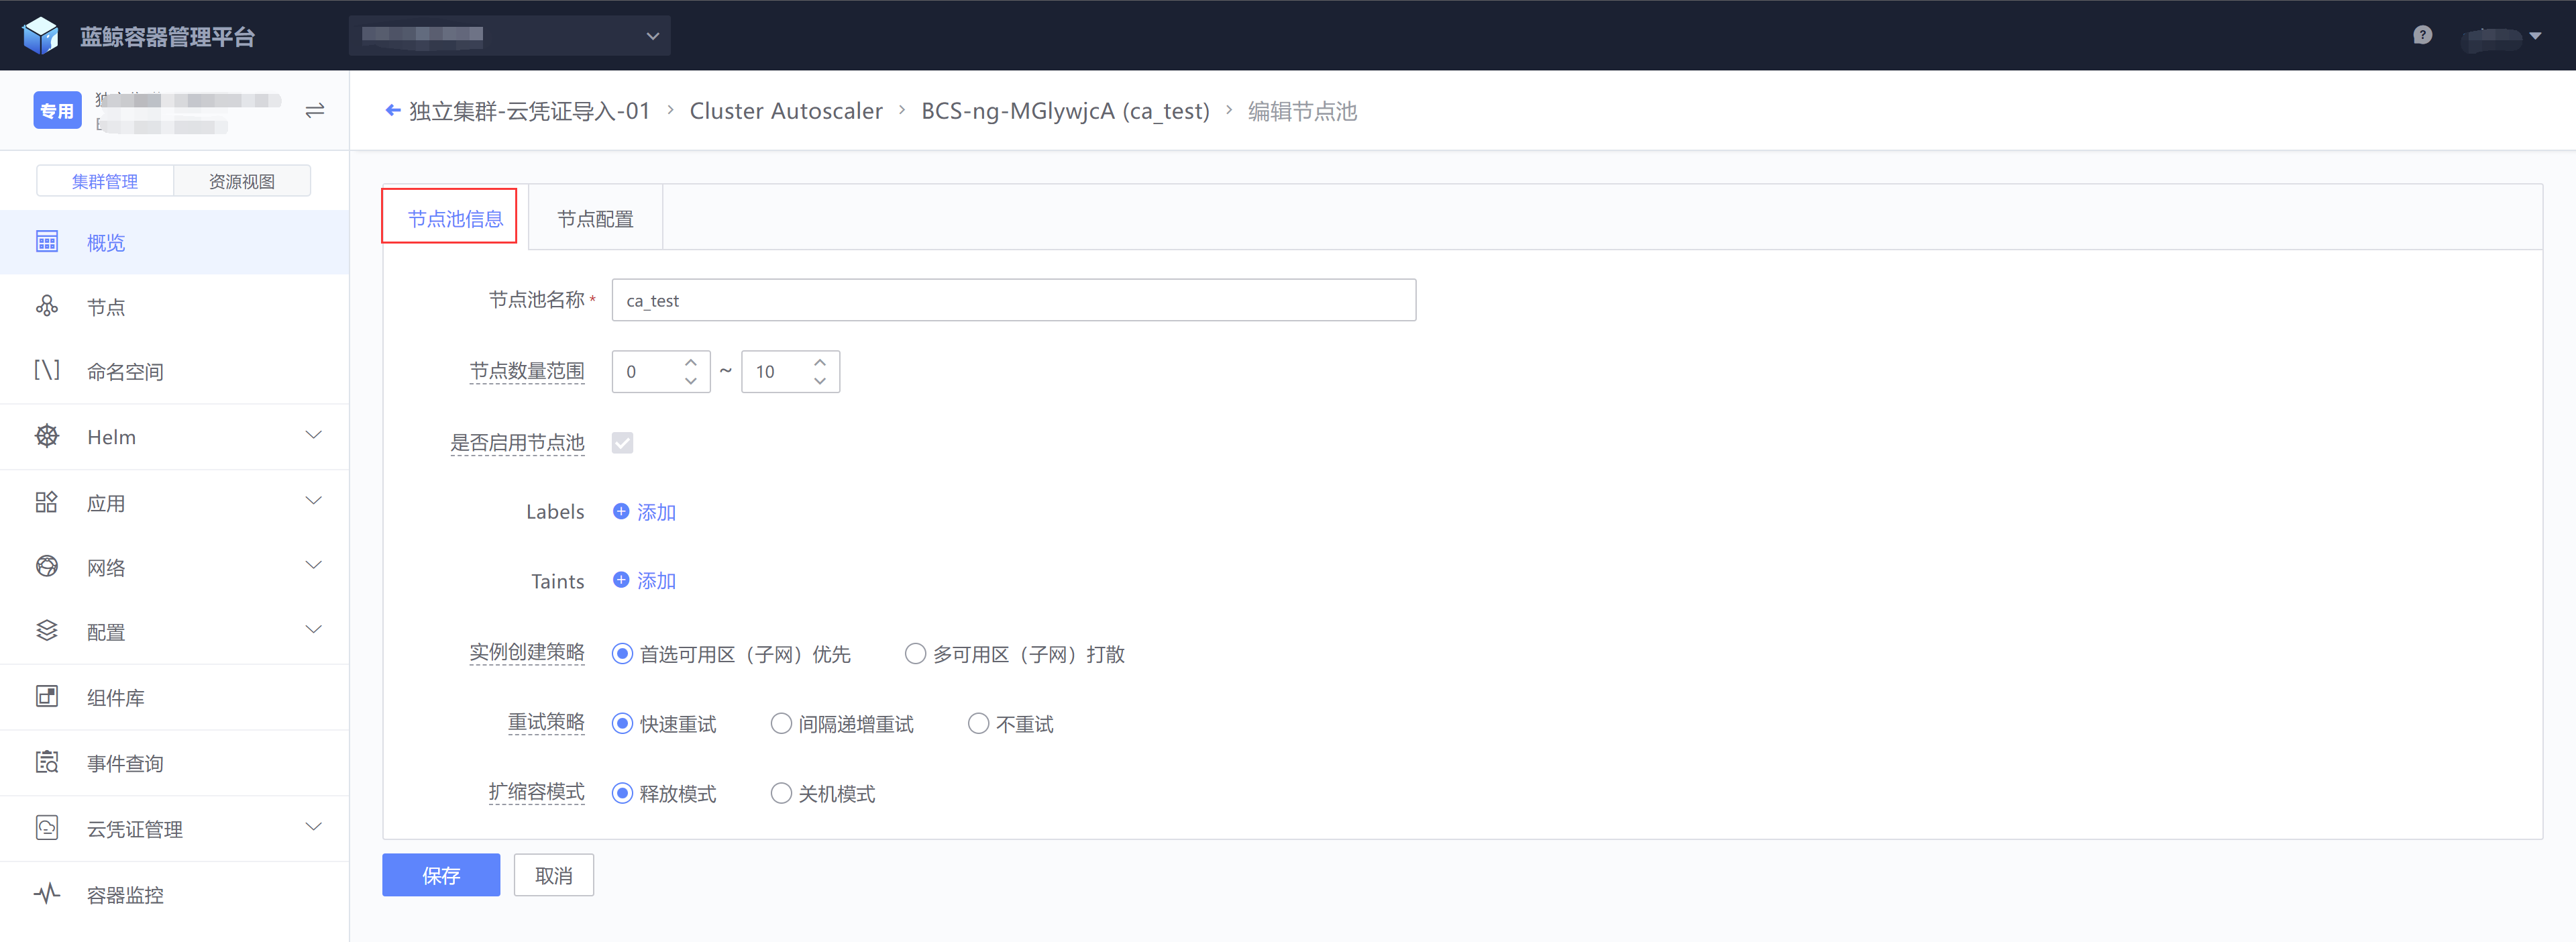 蓝鲸容器管理平台
专用
独立集群-云凭证导入-01 > Cluster Autoscaler > BCS-ng-MGlywjcA (ca_test) > 编辑节点池
集群管理 资源视图
概览
节点
命名空间
Helm
应用
网络
配置
组件库
事件查询
云凭证管理
容器监控
节点池信息 节点配置
节点池名称 * ca_test
节点数量范围 0 ~ 10
是否启用节点池
Labels 添加
Taints 添加
实例创建策略 首选可用区（子网）优先 多可用区（子网）打散
重试策略 快速重试 间隔递增重试 不重试
扩缩容模式 释放模式 关机模式
保存 取消